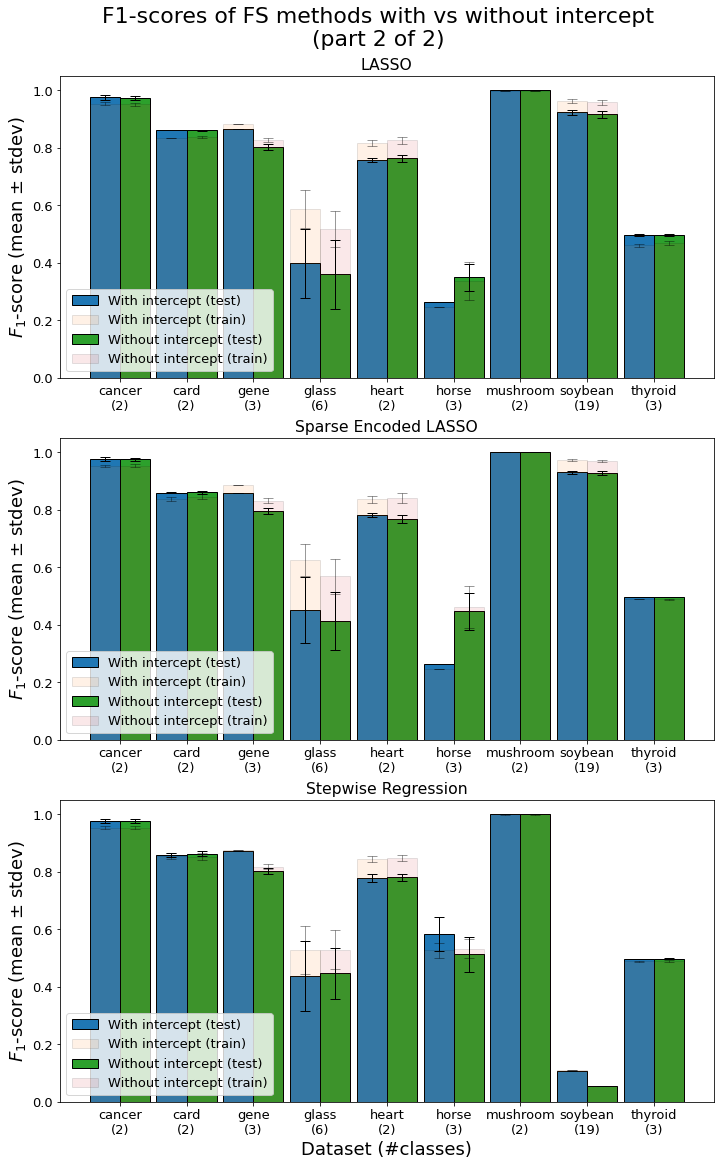 F1-scores of FS methods with vs without intercept
(part 2 of 2)
LASSO
F₁-score (mean ± stdev)
1.0
0.8
0.6
0.4
0.2
0.0
With intercept (test)
With intercept (train)
Without intercept (test)
Without intercept (train)
cancer card gene glass heart horse mushroom soybean thyroid
(2) (2) (3) (6) (2) (3) (2) (19) (3)
Sparse Encoded LASSO
F₁-score (mean ± stdev)
1.0
0.8
0.6
0.4
0.2
0.0
With intercept (test)
With intercept (train)
Without intercept (test)
Without intercept (train)
cancer card gene glass heart horse mushroom soybean thyroid
(2) (2) (3) (6) (2) (3) (2) (19) (3)
Stepwise Regression
F₁-score (mean ± stdev)
1.0
0.8
0.6
0.4
0.2
0.0
With intercept (test)
With intercept (train)
Without intercept (test)
Without intercept (train)
cancer card gene glass heart horse mushroom soybean thyroid
(2) (2) (3) (6) (2) (3) (2) (19) (3)
Dataset (#classes)